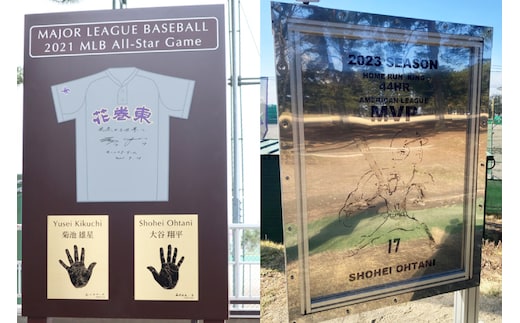 MAJOR LEAGUE BASEBALL
2021 MLB All-Star Game
花巻東
Yusei Kikuchi
菊池 雄星
Shohei Ohtani
大谷 翔平
2023 SEASON
HOME RUN KING
44HR
AMERICAN LEAGUE
MVP
17
SHOHEI OHTANI